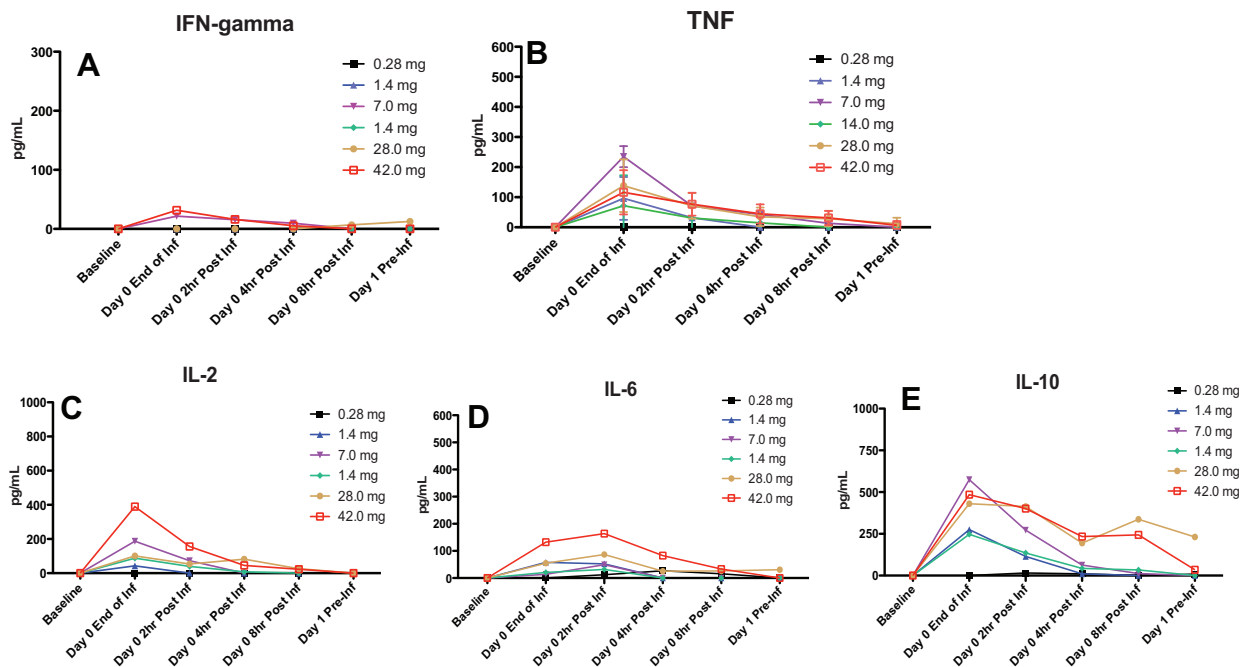 IFN-gamma
A
300
200
100
0
pg/mL
0.28 mg
1.4 mg
7.0 mg
1.4 mg
28.0 mg
42.0 mg
Baseline
Day 0 End of Inf
Day 0 2hr Post Inf
Day 0 4hr Post Inf
Day 0 8hr Post Inf
Day 1 Pre-Inf
TNF
B
600
500
400
300
200
100
0
pg/mL
0.28 mg
1.4 mg
7.0 mg
14.0 mg
28.0 mg
42.0 mg
Baseline
Day 0 End of Inf
Day 0 2hr Post Inf
Day 0 4hr Post Inf
Day 0 8hr Post Inf
Day 1 Pre-Inf
IL-2
C
1000
800
600
400
200
0
pg/mL
0.28 mg
1.4 mg
7.0 mg
1.4 mg
28.0 mg
42.0 mg
Baseline
Day 0 End of Inf
Day 0 2hr Post Inf
Day 0 4hr Post Inf
Day 0 8hr Post Inf
Day 1 Pre-Inf
IL-6
D
600
500
400
300
200
100
0
pg/mL
0.28 mg
1.4 mg
7.0 mg
1.4 mg
28.0 mg
42.0 mg
Baseline
Day 0 End of Inf
Day 0 2hr Post Inf
Day 0 4hr Post Inf
Day 0 8hr Post Inf
Day 1 Pre-Inf
IL-10
E
1000
750
500
250
0
pg/mL
0.28 mg
1.4 mg
7.0 mg
1.4 mg
28.0 mg
42.0 mg
Baseline
Day 0 End of Inf
Day 0 2hr Post Inf
Day 0 4hr Post Inf
Day 0 8hr Post Inf
Day 1 Pre-Inf